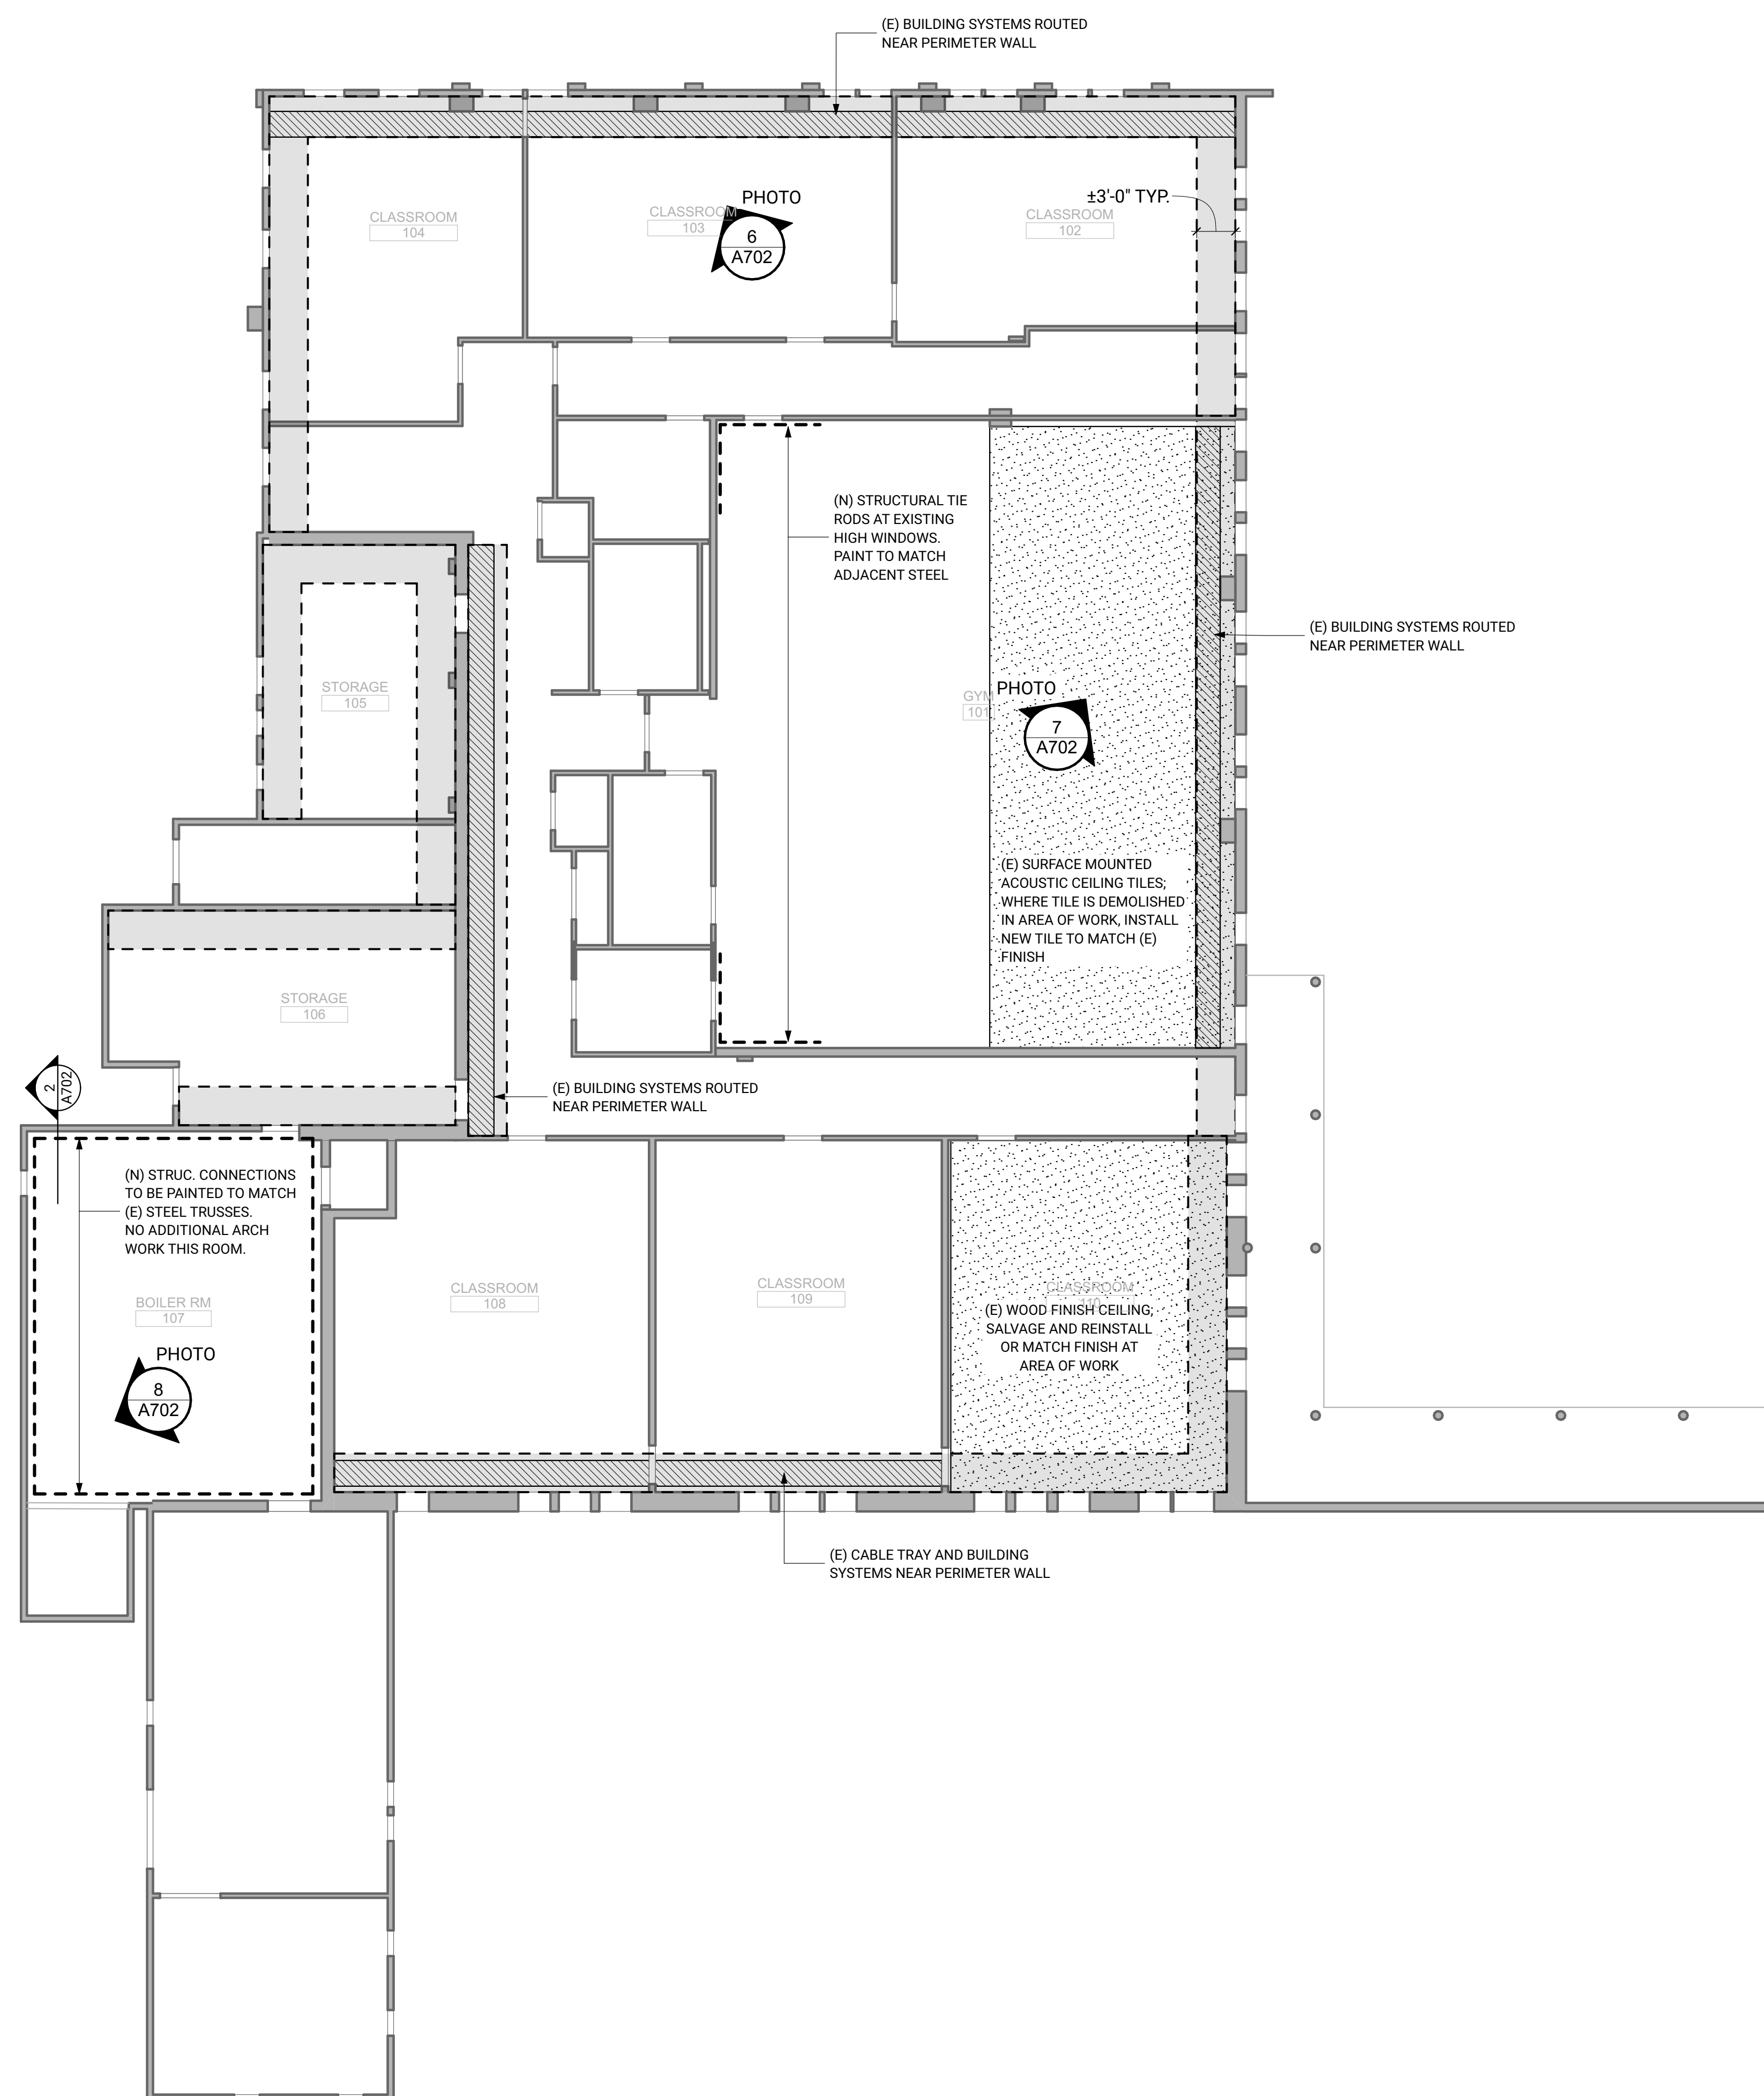 (E) BUILDING SYSTEMS ROUTED
NEAR PERIMETER WALL
PHOTO
6
A702
CLASSROOM
104
CLASSROOM
103
CLASSROOM
102
±3'-0" TYP.
(N) STRUCTURAL TIE
RODS AT EXISTING
HIGH WINDOWS.
PAINT TO MATCH
ADJACENT STEEL
(E) BUILDING SYSTEMS ROUTED
NEAR PERIMETER WALL
STORAGE
105
GYM
101
PHOTO
7
A702
(E) SURFACE MOUNTED
ACOUSTIC CEILING TILES;
WHERE TILE IS DEMOLISHED
IN AREA OF WORK, INSTALL
NEW TILE TO MATCH (E)
FINISH
STORAGE
106
2
A702
(E) BUILDING SYSTEMS ROUTED
NEAR PERIMETER WALL
(N) STRUC. CONNECTIONS
TO BE PAINTED TO MATCH
(E) STEEL TRUSSES.
NO ADDITIONAL ARCH
WORK THIS ROOM.
BOILER RM
107
PHOTO
8
A702
CLASSROOM
108
CLASSROOM
109
CLASSROOM
110
(E) WOOD FINISH CEILING;
SALVAGE AND REINSTALL
OR MATCH FINISH AT
AREA OF WORK
(E) CABLE TRAY AND BUILDING
SYSTEMS NEAR PERIMETER WALL